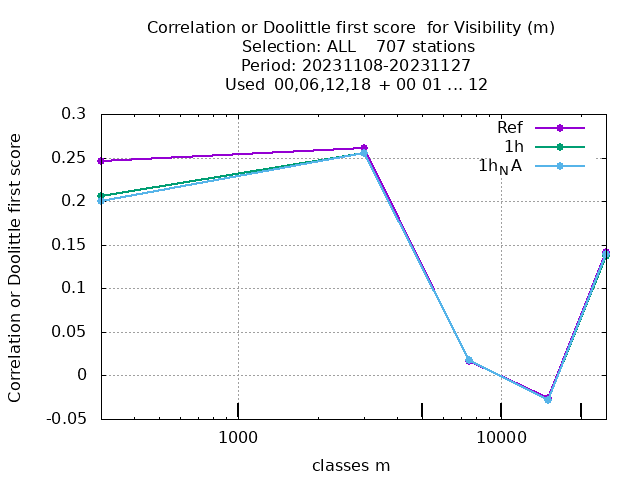 Correlation or Doolittle first score  for Visibility (m)
Selection: ALL    707 stations
Period: 20231108-20231127
Used  00,06,12,18  + 00 01 ... 12
Ref
1h
1h_NA
Correlation or Doolittle first score
0.3
0.25
0.2
0.15
0.1
0.05
0
-0.05
1000
10000
classes m